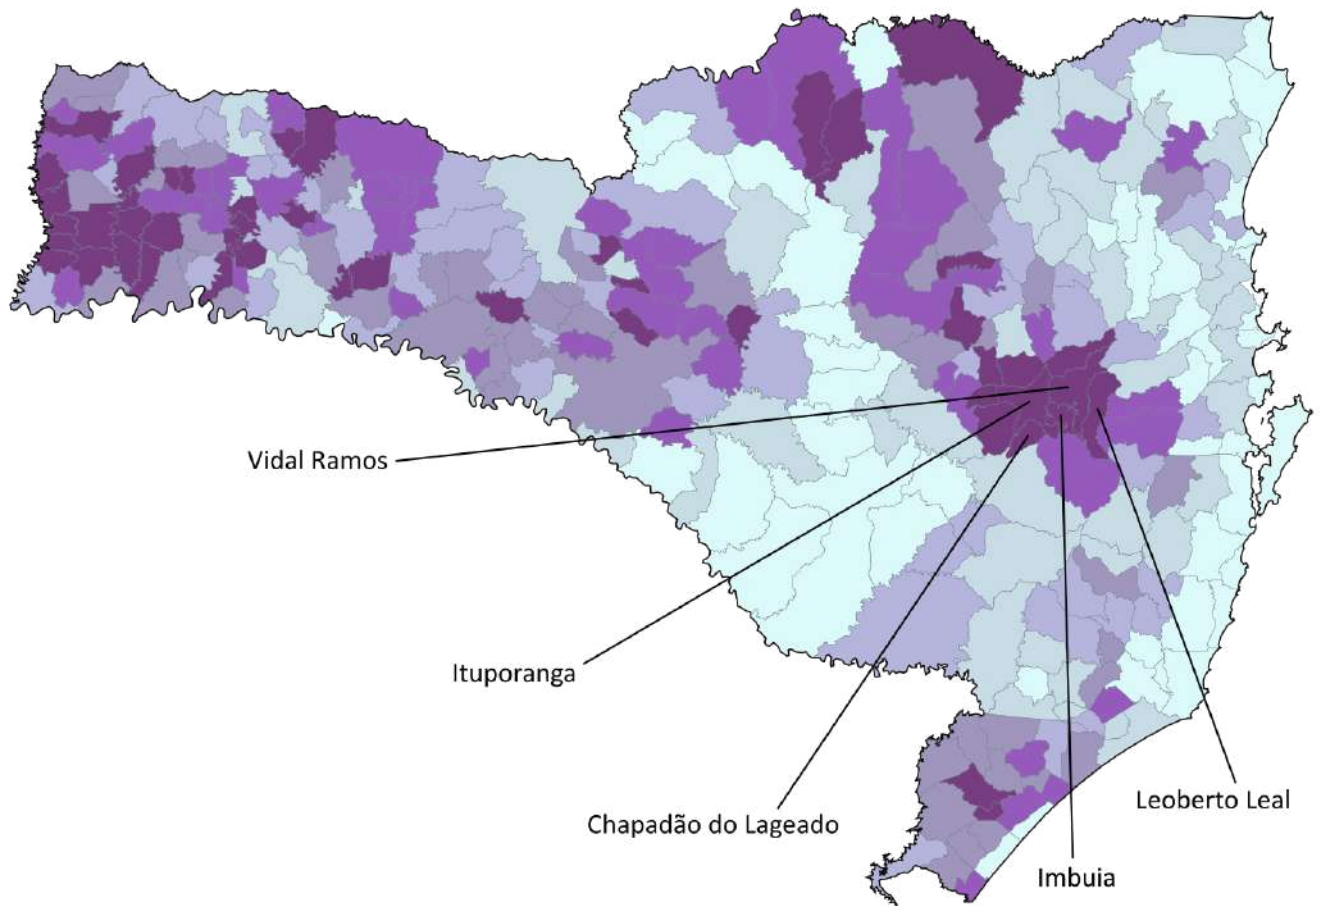 Vidal Ramos
Ituporanga
Chapadão do Lageado
Leoberto Leal
Imbuia